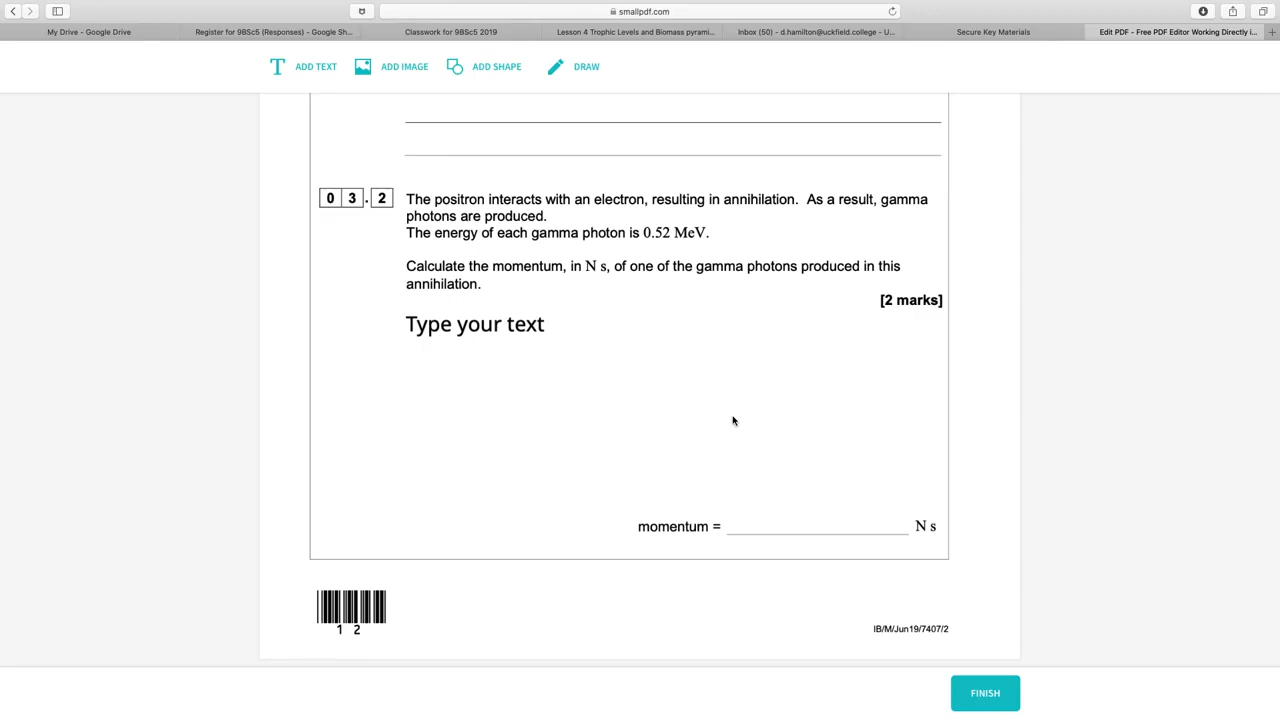 smallpdf.com
My Drive - Google Drive
Register for 9BSc5 (Responses) - Google Sh...
Classwork for 9BSc5 2019
Lesson 4 Trophic Levels and Biomass pyrami...
Inbox (50) - d.hamilton@uckfield.college - U...
Secure Key Materials
Edit PDF - Free PDF Editor Working Directly i...
ADD TEXT
ADD IMAGE
ADD SHAPE
DRAW
0 3 . 2
The positron interacts with an electron, resulting in annihilation. As a result, gamma
photons are produced.
The energy of each gamma photon is 0.52 MeV.
Calculate the momentum, in N s, of one of the gamma photons produced in this
annihilation.
[2 marks]
Type your text
momentum = N s
1 2
IB/M/Jun19/7407/2
FINISH